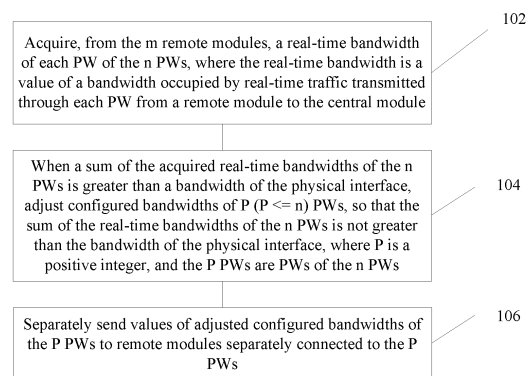 102
Acquire, from the m remote modules, a real-time bandwidth
of each PW of the n PWs, where the real-time bandwidth is a
value of a bandwidth occupied by real-time traffic transmitted
through each PW from a remote module to the central module
When a sum of the acquired real-time bandwidths of the n
PWs is greater than a bandwidth of the physical interface,
adjust configured bandwidths of P (P <= n) PWs, so that the
sum of the real-time bandwidths of the n PWs is not greater
than the bandwidth of the physical interface, where P is a
positive integer, and the P PWs are PWs of the n PWs
104
Separately send values of adjusted configured bandwidths of
the P PWs to remote modules separately connected to the P
PWs
106